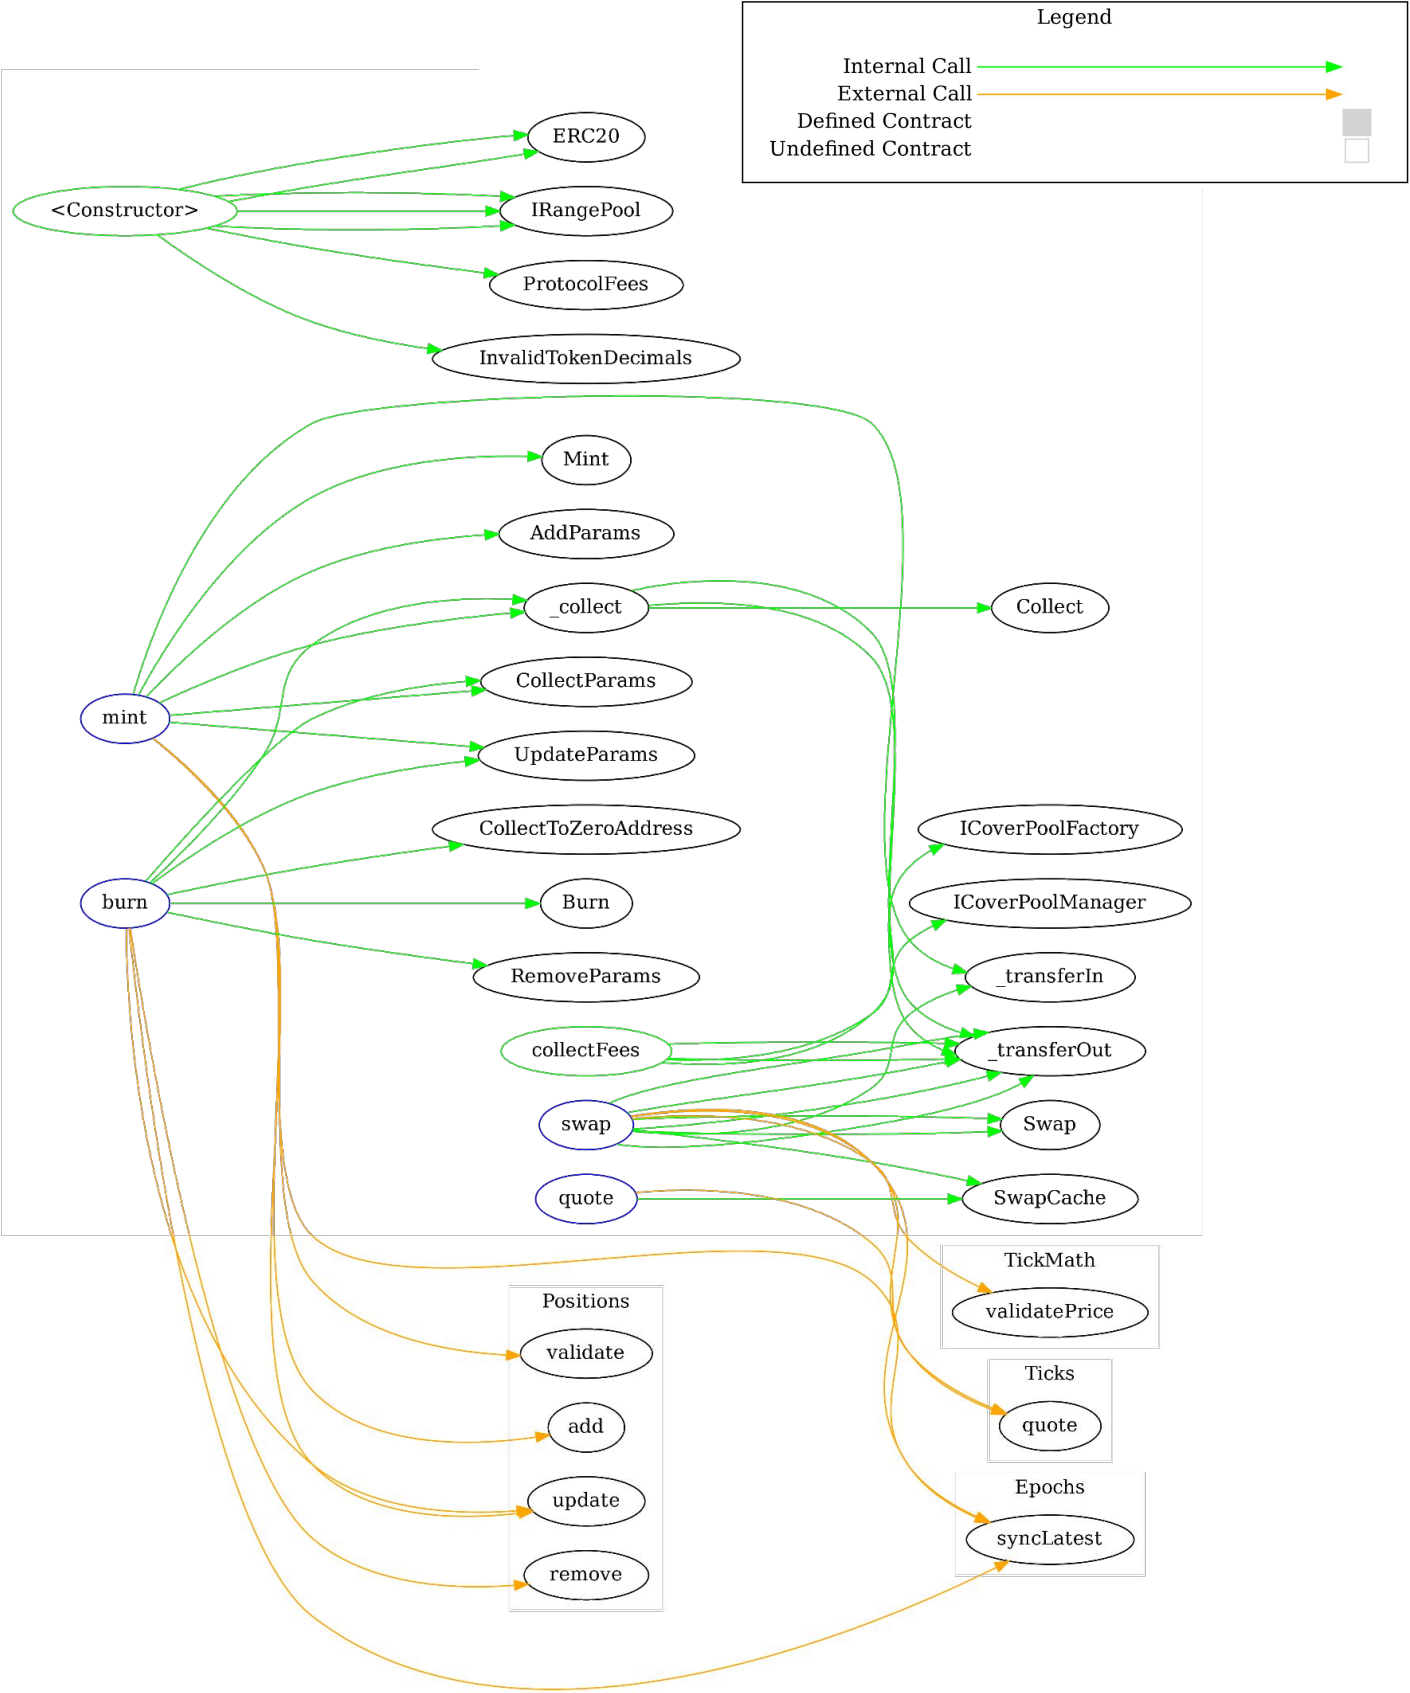 Legend
Internal Call
External Call
Defined Contract
Undefined Contract
ERC20
<Constructor>
IRangePool
ProtocolFees
InvalidTokenDecimals
Mint
AddParams
_collect
Collect
CollectParams
mint
UpdateParams
CollectToZeroAddress
ICoverPoolFactory
burn
Burn
ICoverPoolManager
RemoveParams
_transferIn
collectFees
_transferOut
swap
Swap
quote
SwapCache
TickMath
validatePrice
Positions
validate
Ticks
add
quote
Epochs
update
syncLatest
remove